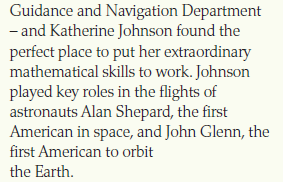 Guidance and Navigation Department
– and Katherine Johnson found the
perfect place to put her extraordinary
mathematical skills to work. Johnson
played key roles in the flights of
astronauts Alan Shepard, the first
American in space, and John Glenn, the
first American to orbit
the Earth.